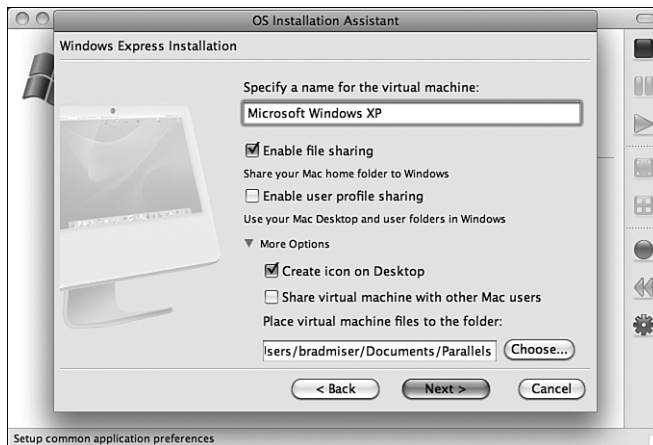 OS Installation Assistant
Windows Express Installation
Specify a name for the virtual machine:
Microsoft Windows XP
Enable file sharing
Share your Mac home folder to Windows
Enable user profile sharing
Use your Mac Desktop and user folders in Windows
More Options
Create icon on Desktop
Share virtual machine with other Mac users
Place virtual machine files to the folder:
sers/bradmiser/Documents/Parallels
Choose...
< Back
Next >
Cancel
Setup common application preferences